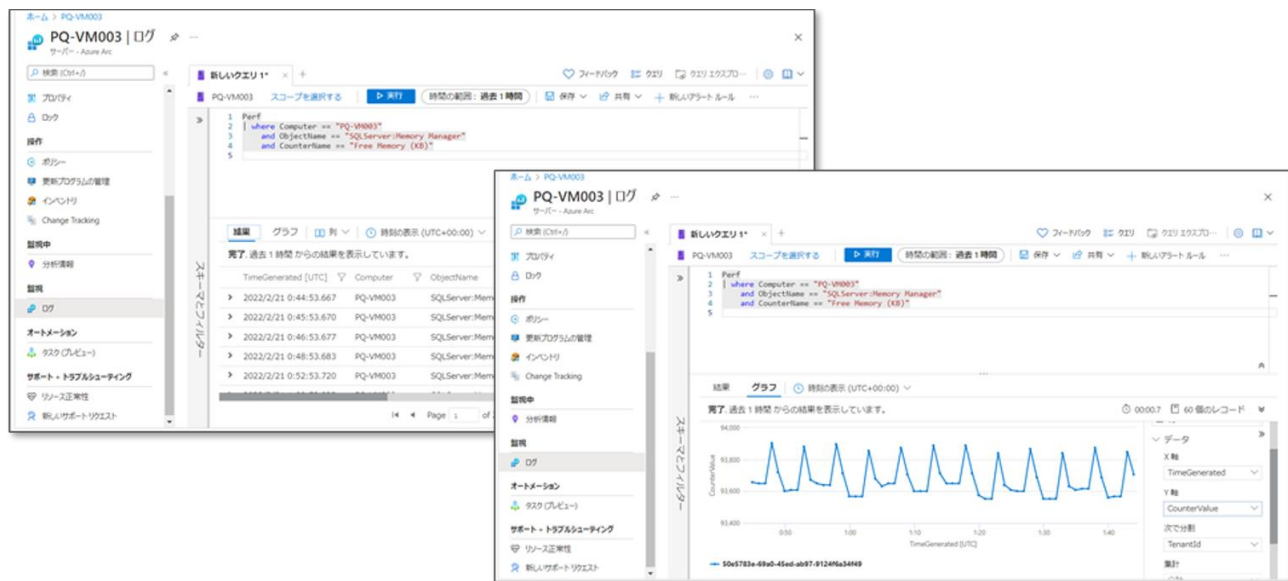 ホーム > PQ-VM003
PQ-VM003 | ログ
サーバー - Azure Arc
検索 (Ctrl+/)
プロパティ
ロック
操作
ポリシー
更新プログラムの管理
インベントリ
Change Tracking
監視中
分析情報
監視
ログ
オートメーション
タスク (プレビュー)
サポート + トラブルシューティング
リソース正常性
新しいサポート リクエスト
新しいクエリ 1*
フィードバック クエリ クエリ エクスプロ…
PQ-VM003 スコープを選択する 実行 時間の範囲: 過去 1 時間 保存 共有 新しいアラート ルール
1 Perf
2 | where Computer == "PQ-VM003"
3 and ObjectName == "SQLServer:Memory Manager"
4 and CounterName == "Free Memory (KB)"
5
スキーマとフィルター
結果 グラフ 列 時刻の表示 (UTC+00:00)
完了. 過去 1 時間 からの結果を表示しています。
TimeGenerated [UTC] Computer ObjectName
2022/2/21 0:44:53.667 PQ-VM003 SQLServer:Mem
2022/2/21 0:45:53.670 PQ-VM003 SQLServer:Mem
2022/2/21 0:46:53.677 PQ-VM003 SQLServer:Mem
2022/2/21 0:48:53.683 PQ-VM003 SQLServer:Mem
2022/2/21 0:52:53.720 PQ-VM003 SQLServer:Mem
Page 1 of
ホーム > PQ-VM003
PQ-VM003 | ログ
サーバー - Azure Arc
検索 (Ctrl+/)
プロパティ
ロック
操作
ポリシー
更新プログラムの管理
インベントリ
Change Tracking
監視中
分析情報
監視
ログ
オートメーション
タスク (プレビュー)
サポート + トラブルシューティング
リソース正常性
新しいサポート リクエスト
新しいクエリ 1*
フィードバック クエリ クエリ エクスプロ…
PQ-VM003 スコープを選択する 実行 時間の範囲: 過去 1 時間 保存 共有 新しいアラート ルール
1 Perf
2 | where Computer == "PQ-VM003"
3 and ObjectName == "SQLServer:Memory Manager"
4 and CounterName == "Free Memory (KB)"
5
スキーマとフィルター
結果 グラフ 時刻の表示 (UTC+00:00)
完了. 過去 1 時間 からの結果を表示しています。 00:00.7 60 個のレコード
94,000
93,800
93,600
93,400
CounterValue
0:50 1:00 1:10 1:20 1:30 1:40
TimeGenerated [UTC]
50e5783e-69a0-45ed-ab97-9124f6a34f49
データ
X 軸
TimeGenerated
Y 軸
CounterValue
次で分割
TenantId
集計